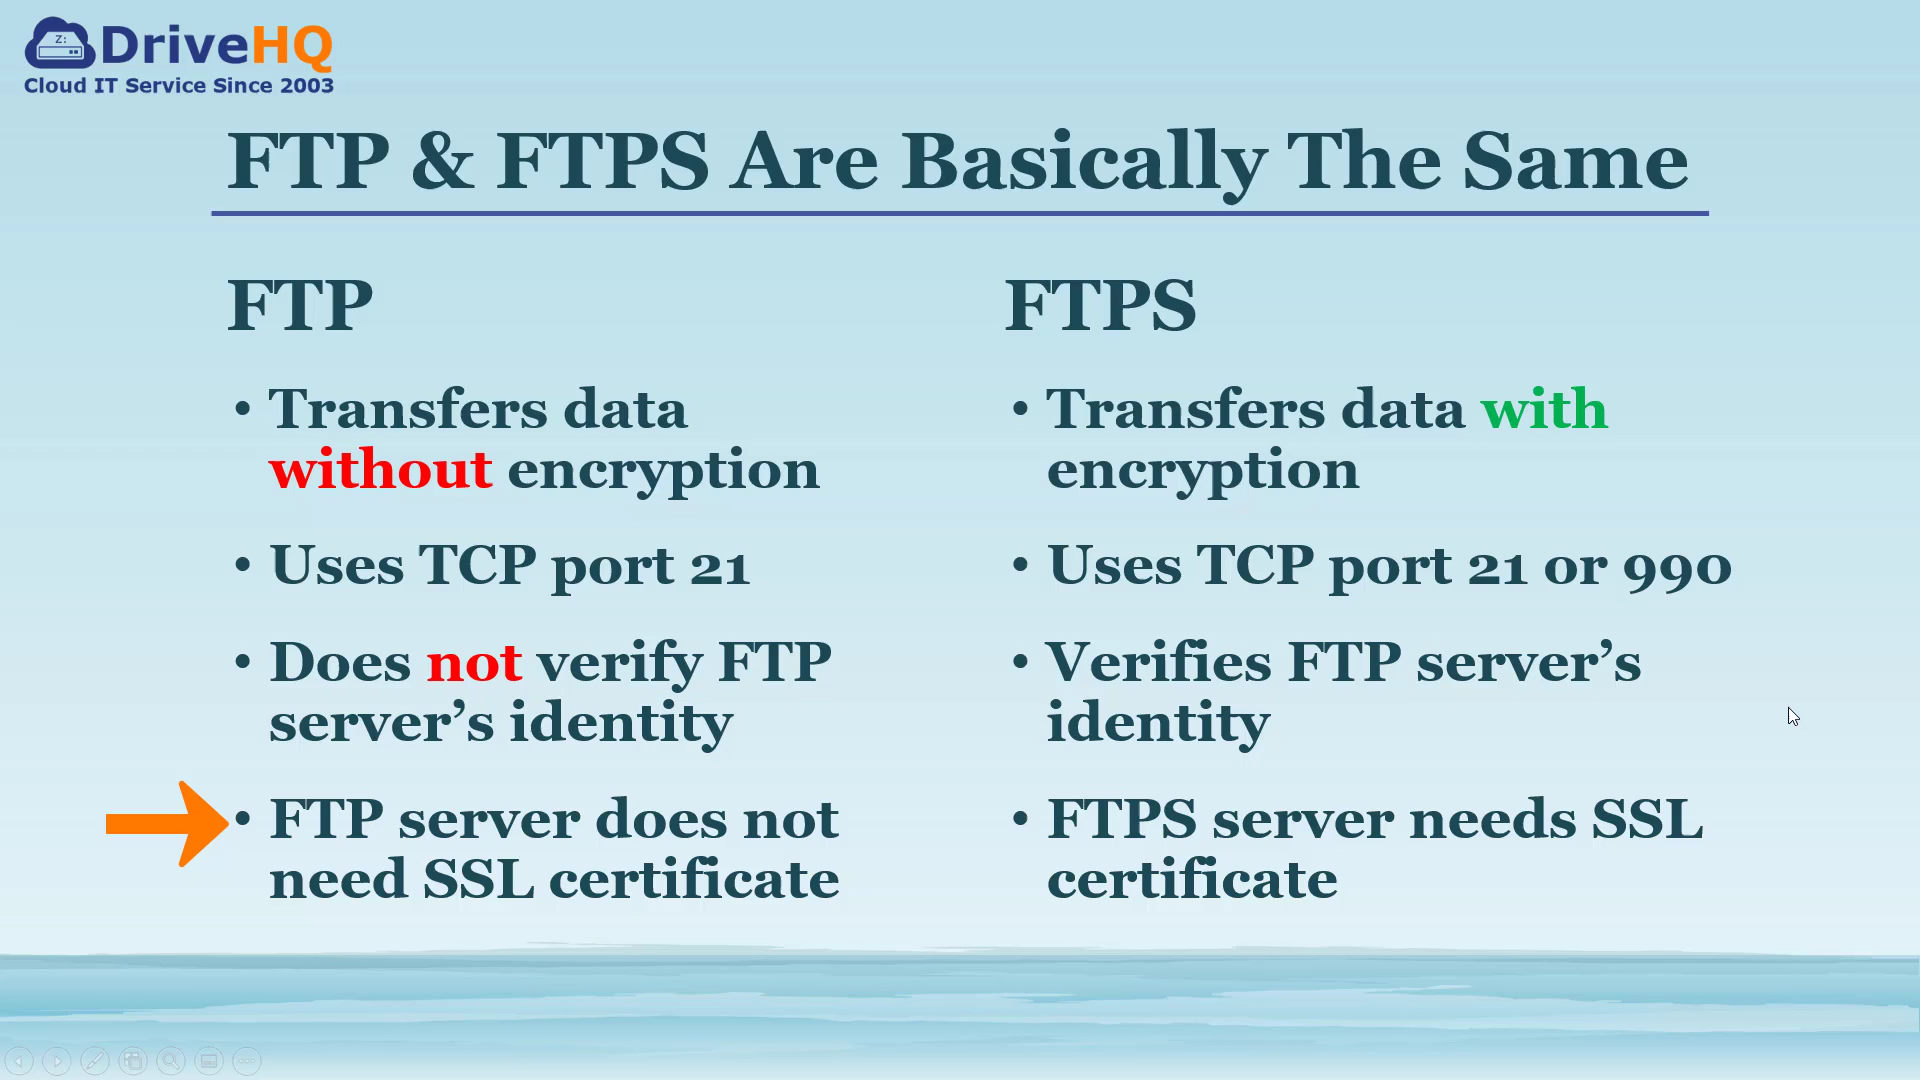 Z:
DriveHQ
Cloud IT Service Since 2003
FTP & FTPS Are Basically The Same
FTP
• Transfers data
without encryption
• Uses TCP port 21
• Does not verify FTP
server’s identity
• FTP server does not
need SSL certificate
FTPS
• Transfers data with
encryption
• Uses TCP port 21 or 990
• Verifies FTP server’s
identity
• FTPS server needs SSL
certificate